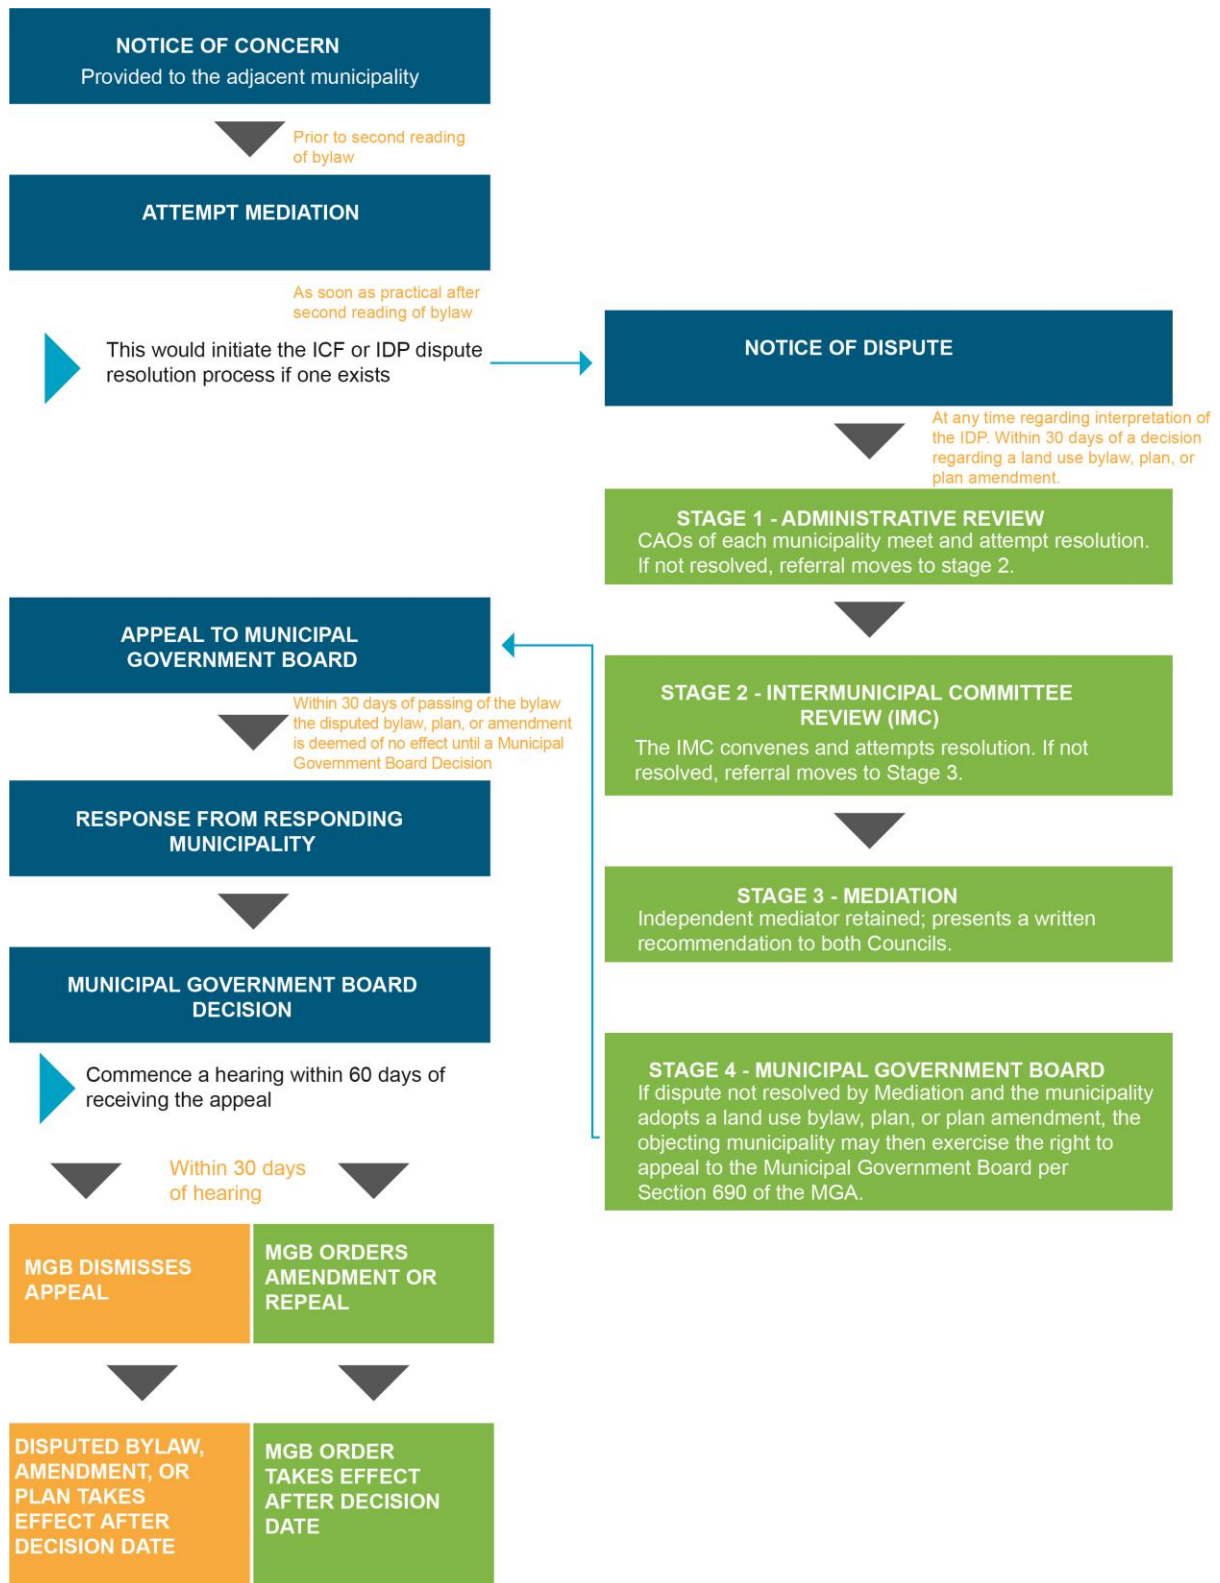 NOTICE OF CONCERN
Provided to the adjacent municipality
Prior to second reading
of bylaw
ATTEMPT MEDIATION
As soon as practical after
second reading of bylaw
This would initiate the ICF or IDP dispute
resolution process if one exists
NOTICE OF DISPUTE
At any time regarding interpretation of
the IDP. Within 30 days of a decision
regarding a land use bylaw, plan, or
plan amendment.
STAGE 1 - ADMINISTRATIVE REVIEW
CAOs of each municipality meet and attempt resolution.
If not resolved, referral moves to stage 2.
STAGE 2 - INTERMUNICIPAL COMMITTEE
REVIEW (IMC)
The IMC convenes and attempts resolution. If not
resolved, referral moves to Stage 3.
STAGE 3 - MEDIATION
Independent mediator retained; presents a written
recommendation to both Councils.
STAGE 4 - MUNICIPAL GOVERNMENT BOARD
If dispute not resolved by Mediation and the municipality
adopts a land use bylaw, plan, or plan amendment, the
objecting municipality may then exercise the right to
appeal to the Municipal Government Board per
Section 690 of the MGA.
APPEAL TO MUNICIPAL
GOVERNMENT BOARD
Within 30 days of passing of the bylaw
the disputed bylaw, plan, or amendment
is deemed of no effect until a Municipal
Government Board Decision
RESPONSE FROM RESPONDING
MUNICIPALITY
MUNICIPAL GOVERNMENT BOARD
DECISION
Commence a hearing within 60 days of
receiving the appeal
Within 30 days
of hearing
MGB DISMISSES
APPEAL
MGB ORDERS
AMENDMENT OR
REPEAL
DISPUTED BYLAW,
AMENDMENT, OR
PLAN TAKES
EFFECT AFTER
DECISION DATE
MGB ORDER
TAKES EFFECT
AFTER DECISION
DATE